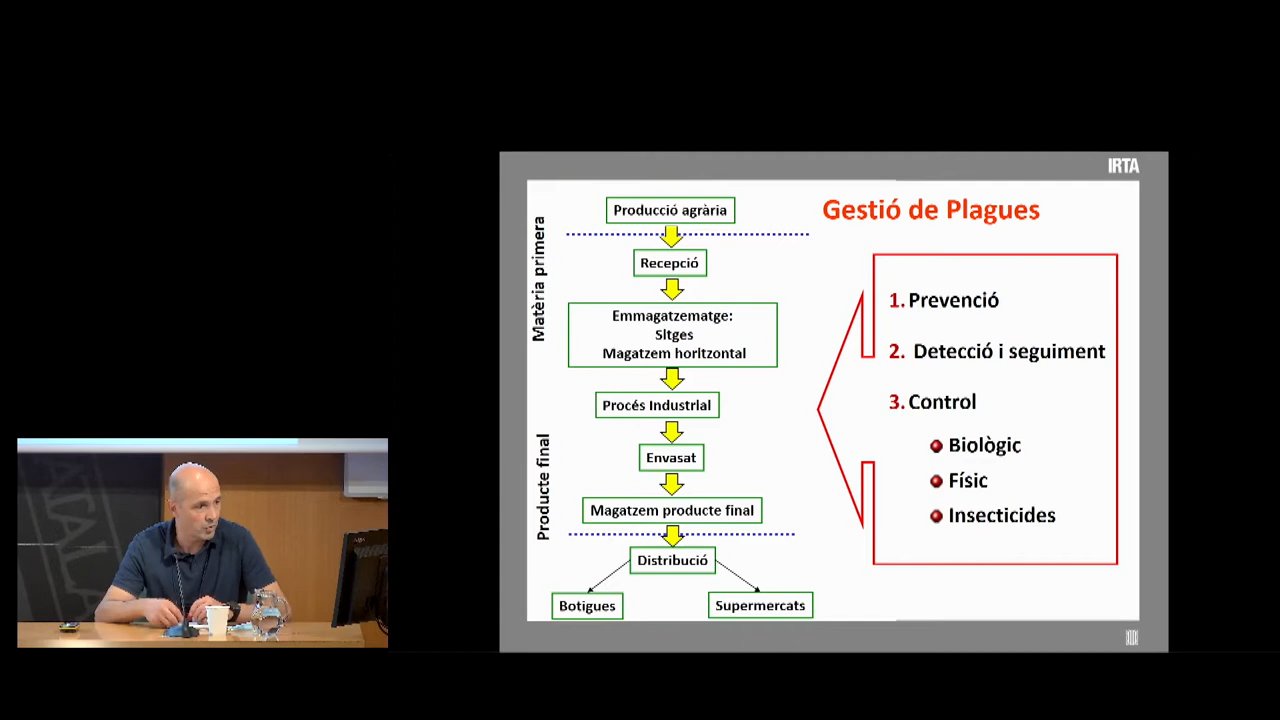 IRTA
Gestió de Plagues
Matèria primera
Producció agrària
Recepció
Emmagatzematge:
Sitges
Magatzem horitzontal
Procés Industrial
Producte final
Envasat
Magatzem producte final
Distribució
Botigues
Supermercats
1. Prevenció
2. Detecció i seguiment
3. Control
Biològic
Físic
Insecticides